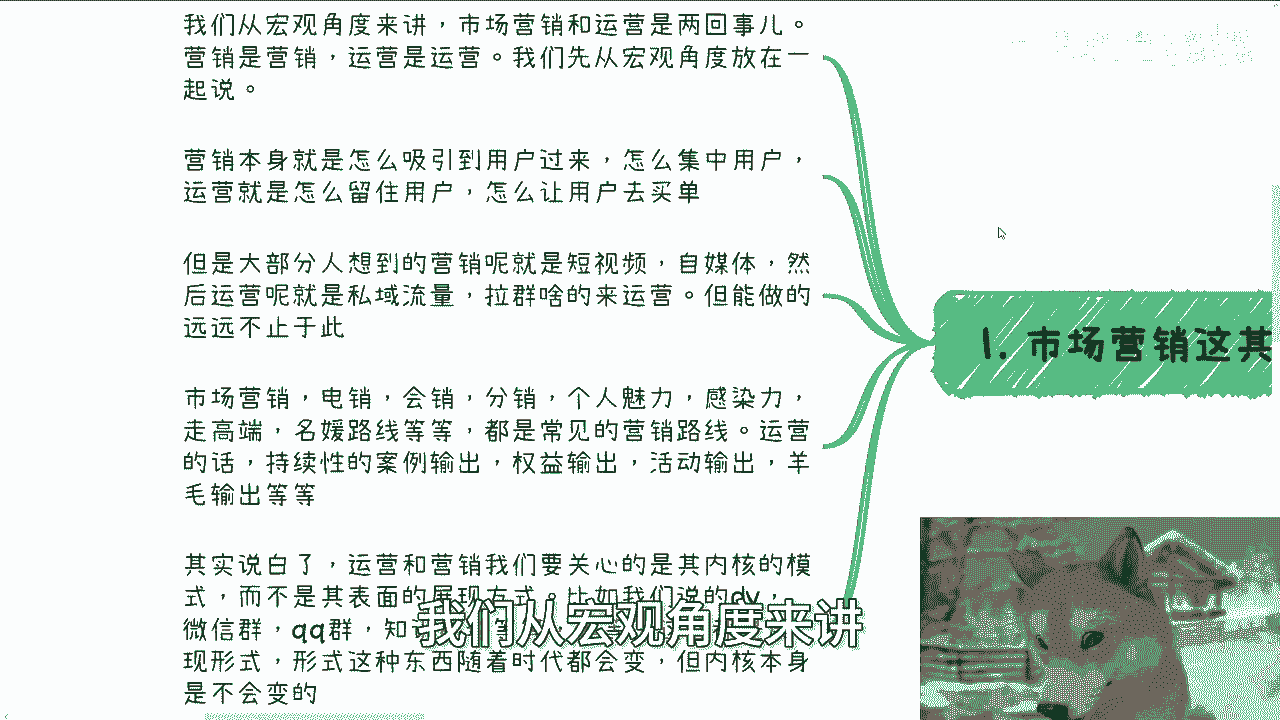 我们从宏观角度来讲，市场营销和运营是两回事儿。
营销是营销，运营是运营。我们先从宏观角度放在一
起说。
营销本身就是怎么吸引到用户过来，怎么集中用户，
运营就是怎么留住用户，怎么让用户去买单
但是大部分人想到的营销呢就是短视频，自媒体，然
后运营呢就是私域流量，拉群啥的来运营。但能做的
远远不止于此
市场营销，电销，会销，分销，个人魅力，感染力，
走高端，名媛路线等等，都是常见的营销路线。运营
的话，持续性的案例输出，权益输出，活动输出，羊
毛输出等等
其实说白了，运营和营销我们要关心的是其内核的模
式，而不是其表面的展现方式。比如我们说的dy，
微信群，qq群，知
现形式，形式这种东西随着时代都会变，但内核本身
是不会变的
1. 市场营销这其
我们从宏观角度来讲